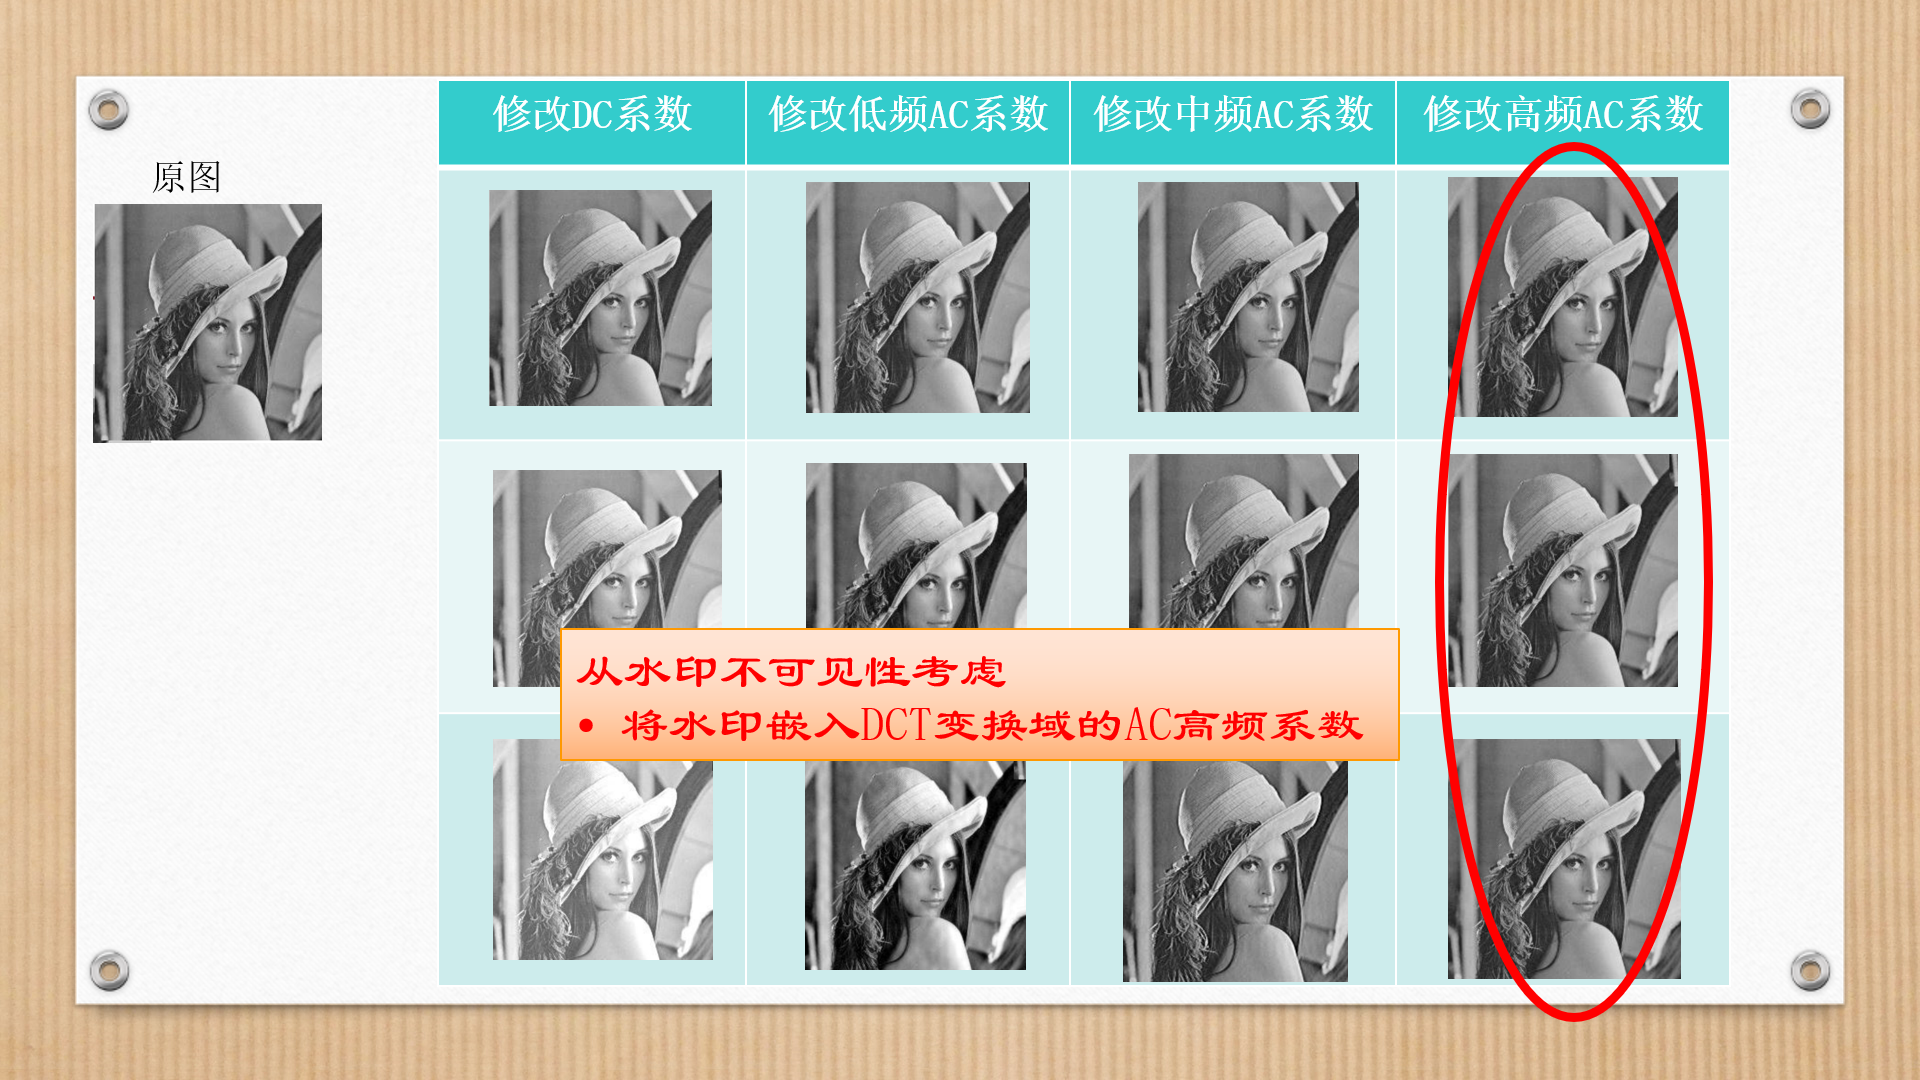 修改DC系数
修改低频AC系数
修改中频AC系数
修改高频AC系数
原图
从水印不可见性考虑
• 将水印嵌入DCT变换域的AC高频系数